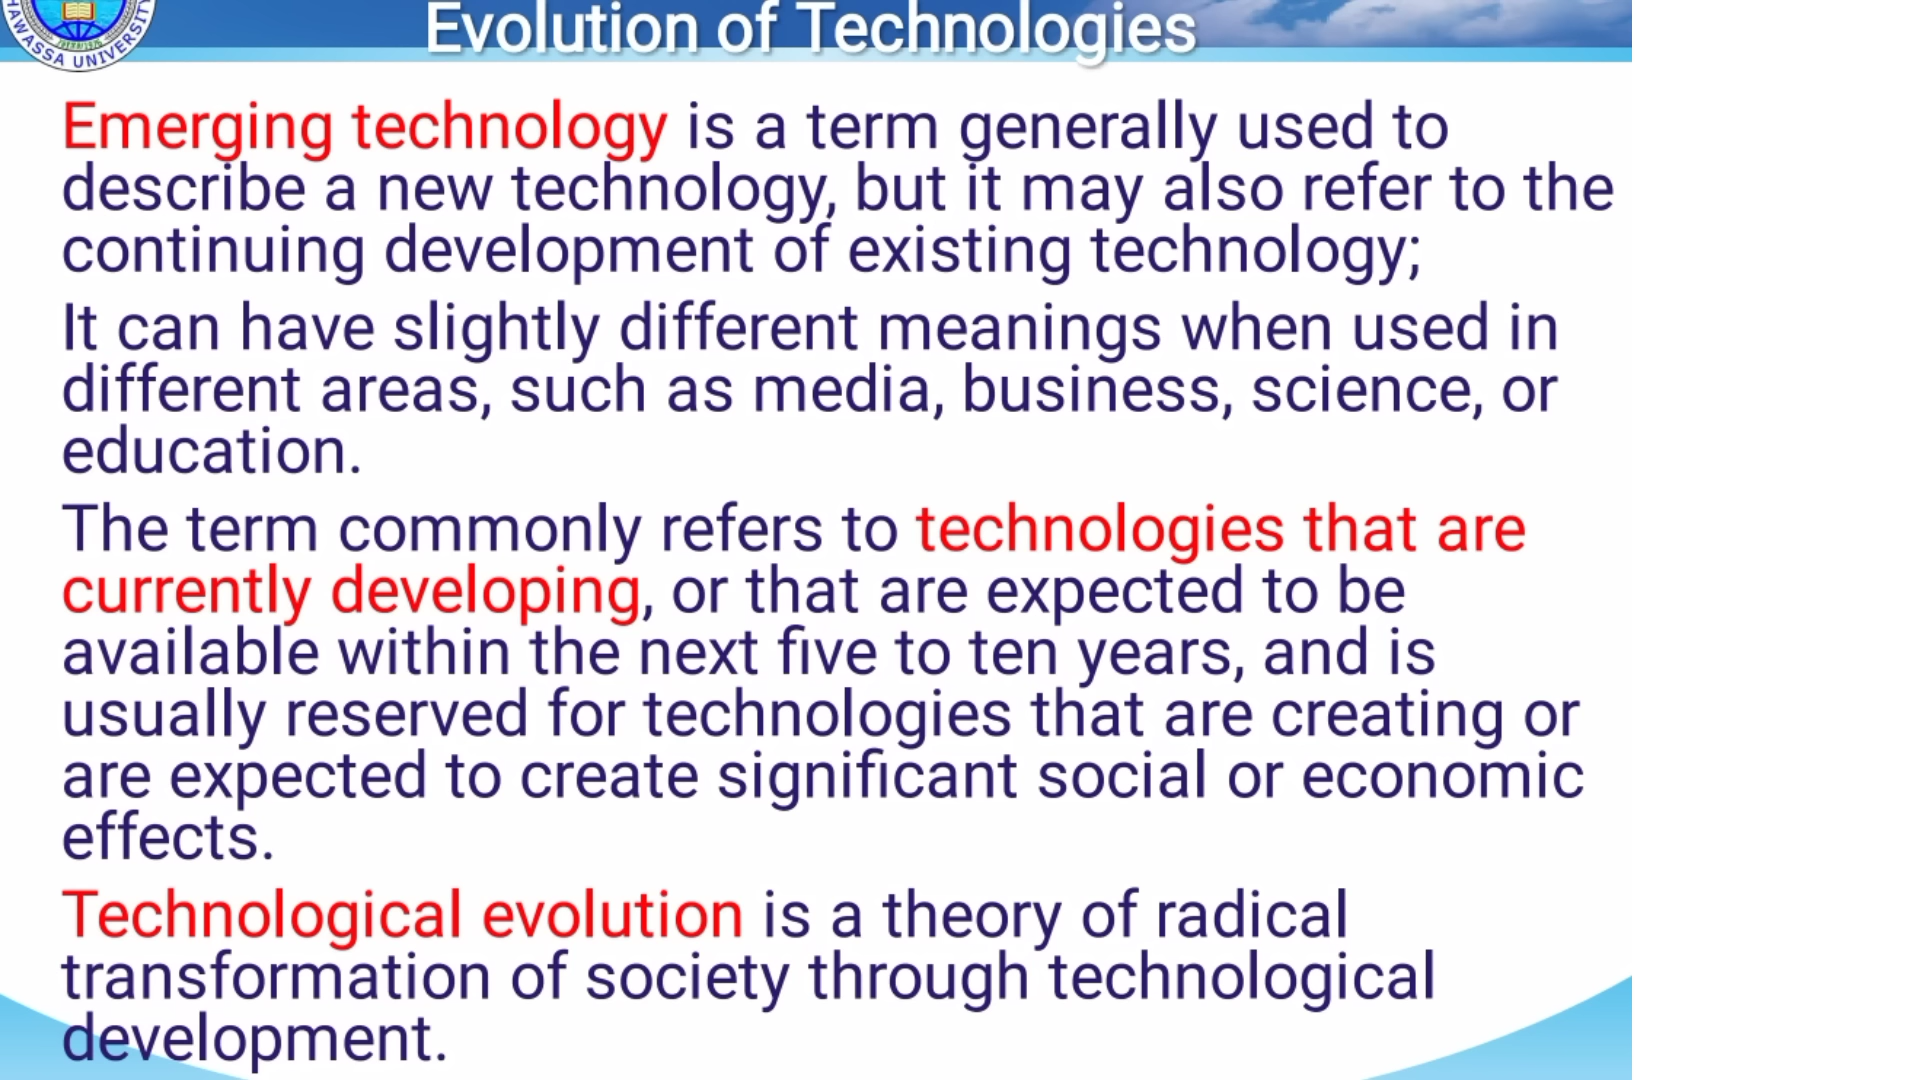 Evolution of Technologies
HAWASSA UNIVERSITY
Emerging technology is a term generally used to
describe a new technology, but it may also refer to the
continuing development of existing technology;
It can have slightly different meanings when used in
different areas, such as media, business, science, or
education.
The term commonly refers to technologies that are
currently developing, or that are expected to be
available within the next five to ten years, and is
usually reserved for technologies that are creating or
are expected to create significant social or economic
effects.
Technological evolution is a theory of radical
transformation of society through technological
development.